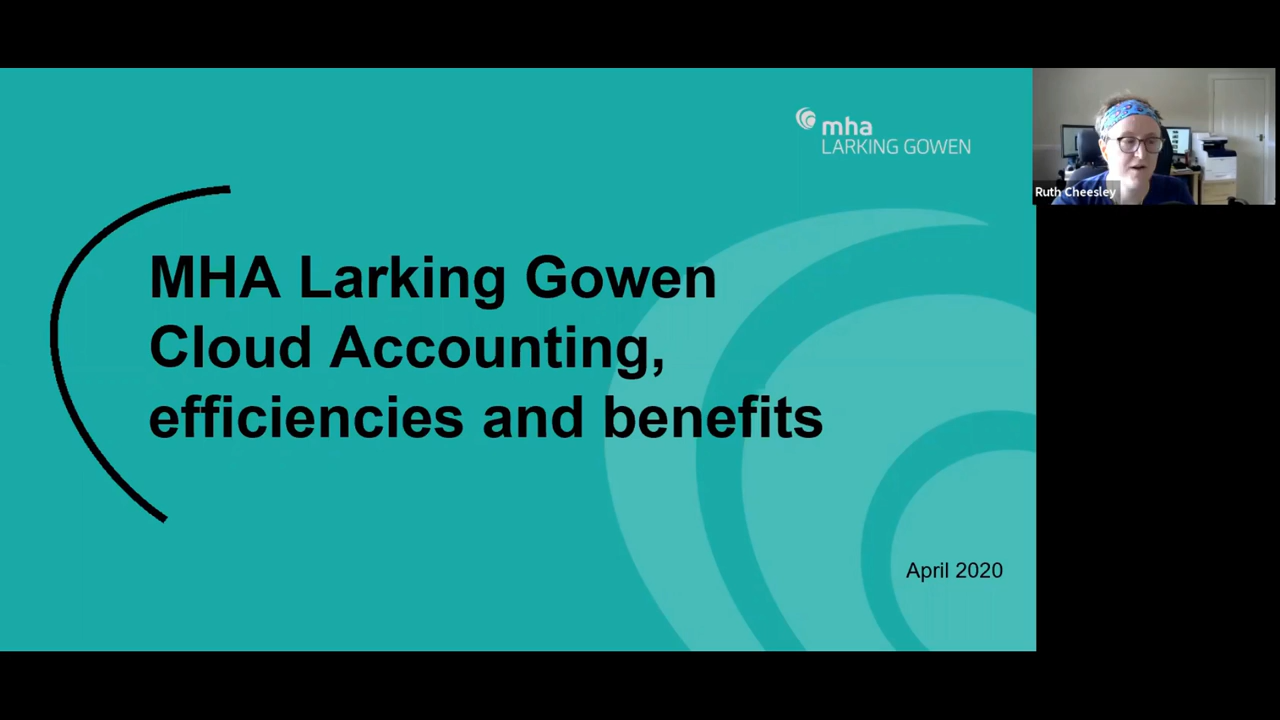 mha
LARKING GOWEN
Ruth Cheesley
MHA Larking Gowen
Cloud Accounting,
efficiencies and benefits
April 2020